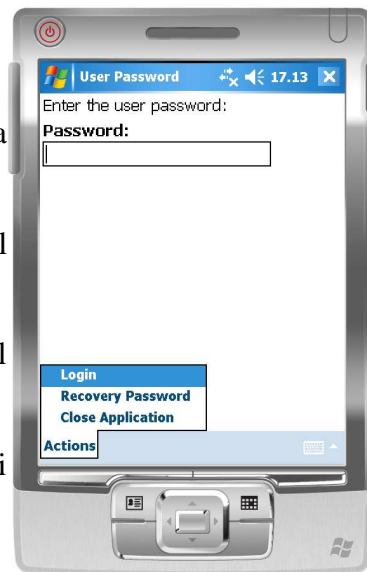 User Password 17.13
Enter the user password:
Password:
a
l
l
Login
Recovery Password
Close Application
i
Actions